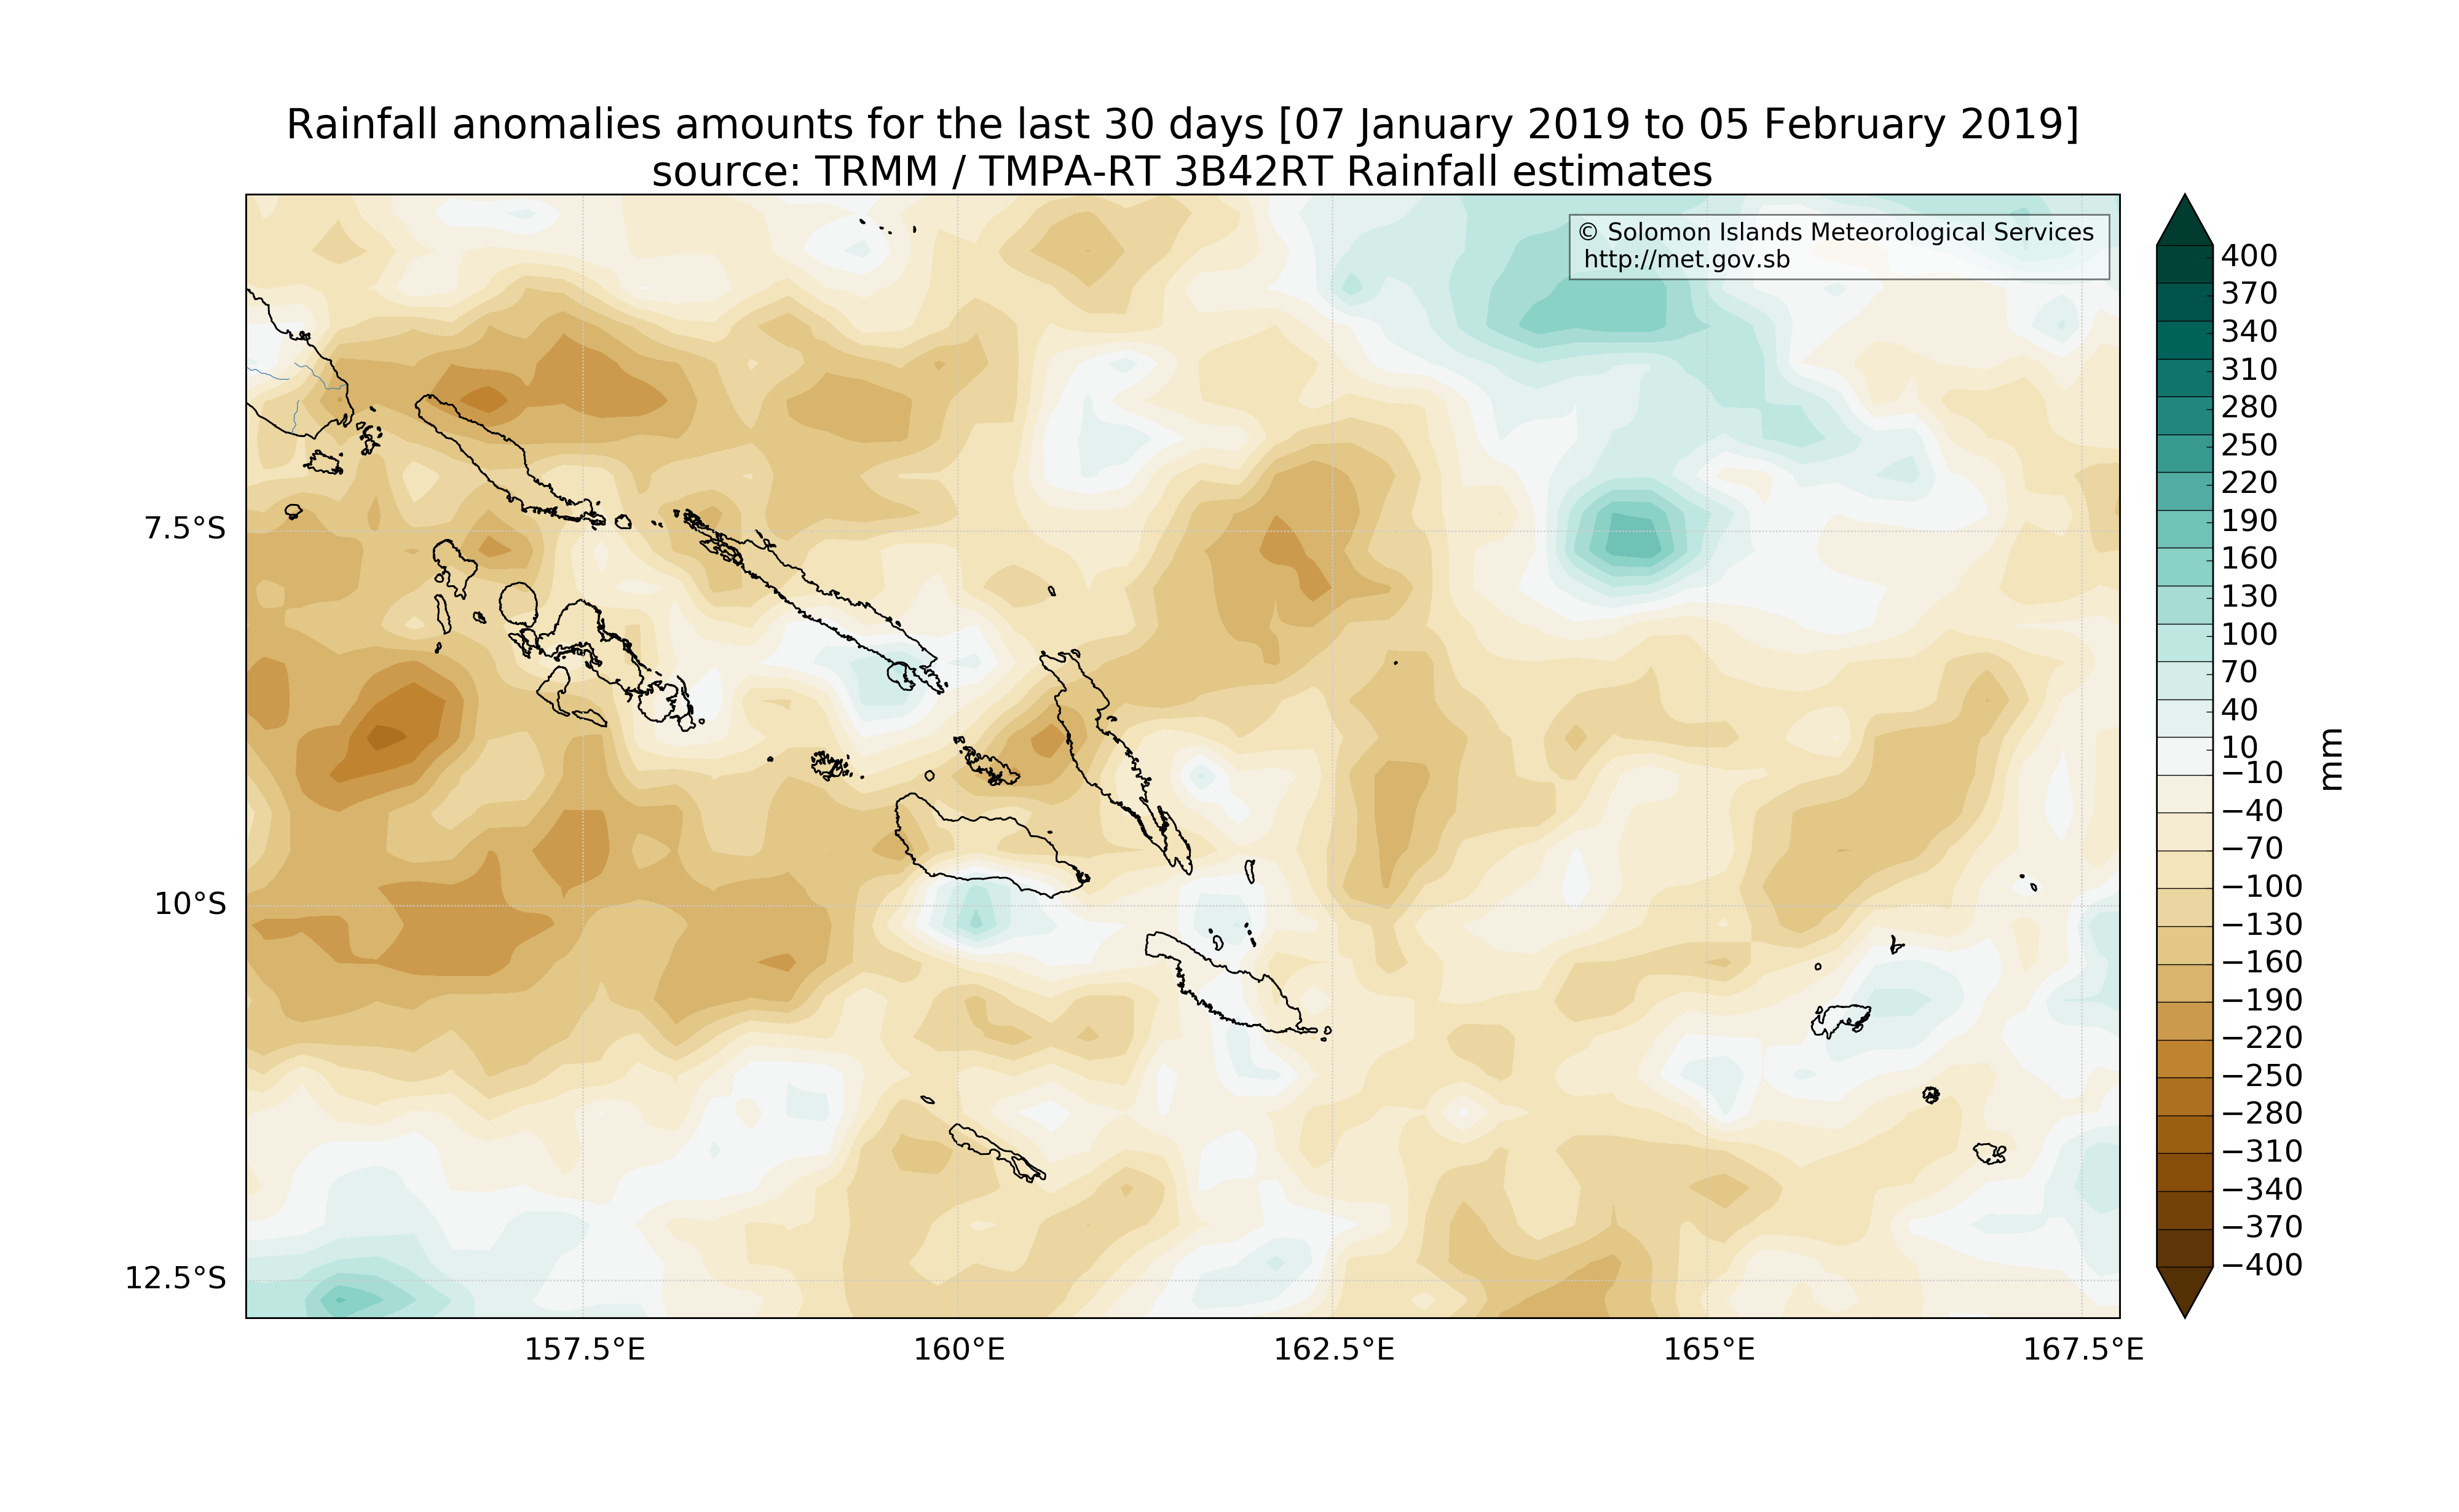 Rainfall anomalies amounts for the last 30 days [07 January 2019 to 05 February 2019]
source: TRMM / TMPA-RT 3B42RT Rainfall estimates
© Solomon Islands Meteorological Services
http://met.gov.sb
7.5°S
10°S
12.5°S
157.5°E
160°E
162.5°E
165°E
167.5°E
400
370
340
310
280
250
220
190
160
130
100
70
40
10
−10
−40
−70
−100
−130
−160
−190
−220
−250
−280
−310
−340
−370
−400
mm